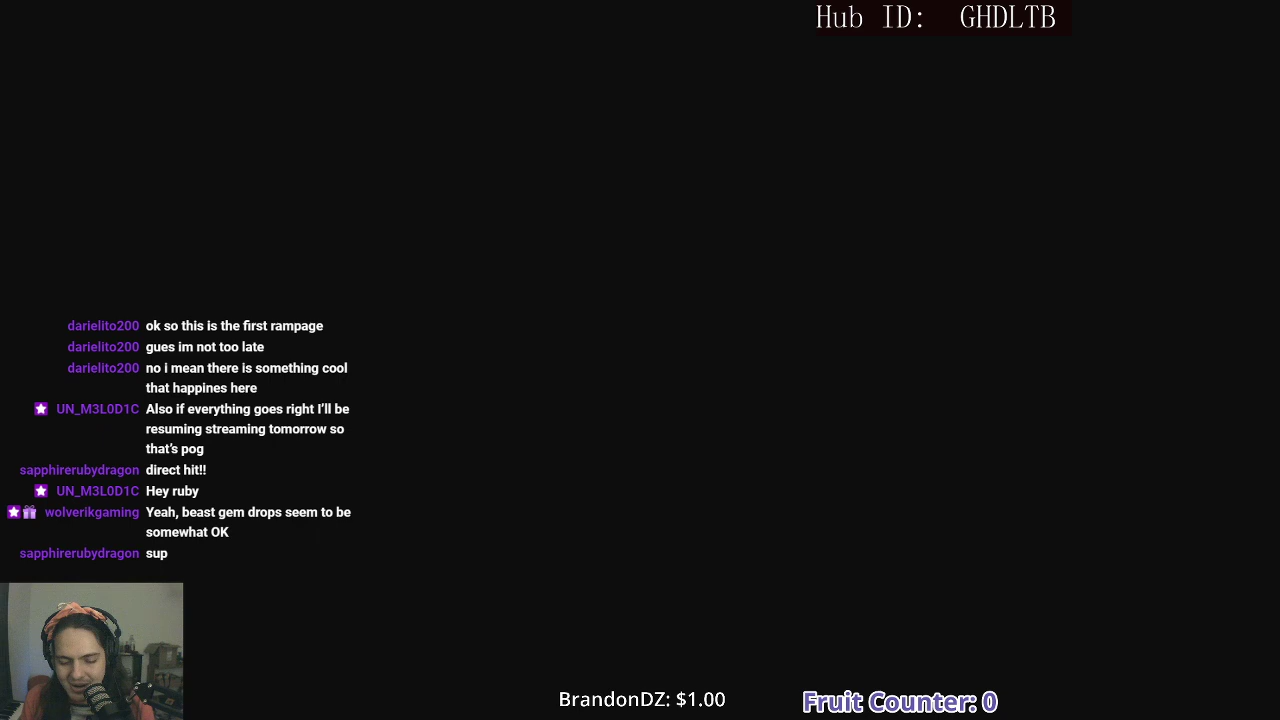 Hub ID: GHDLTB
darielito200 ok so this is the first rampage
darielito200 gues im not too late
darielito200 no i mean there is something cool
that happines here
UN_M3L0D1C Also if everything goes right I'll be
resuming streaming tomorrow so
that's pog
sapphirerubydragon direct hit!!
UN_M3L0D1C Hey ruby
wolverikgaming Yeah, beast gem drops seem to be
somewhat OK
sapphirerubydragon sup
BrandonDZ: $1.00
Fruit Counter: 0